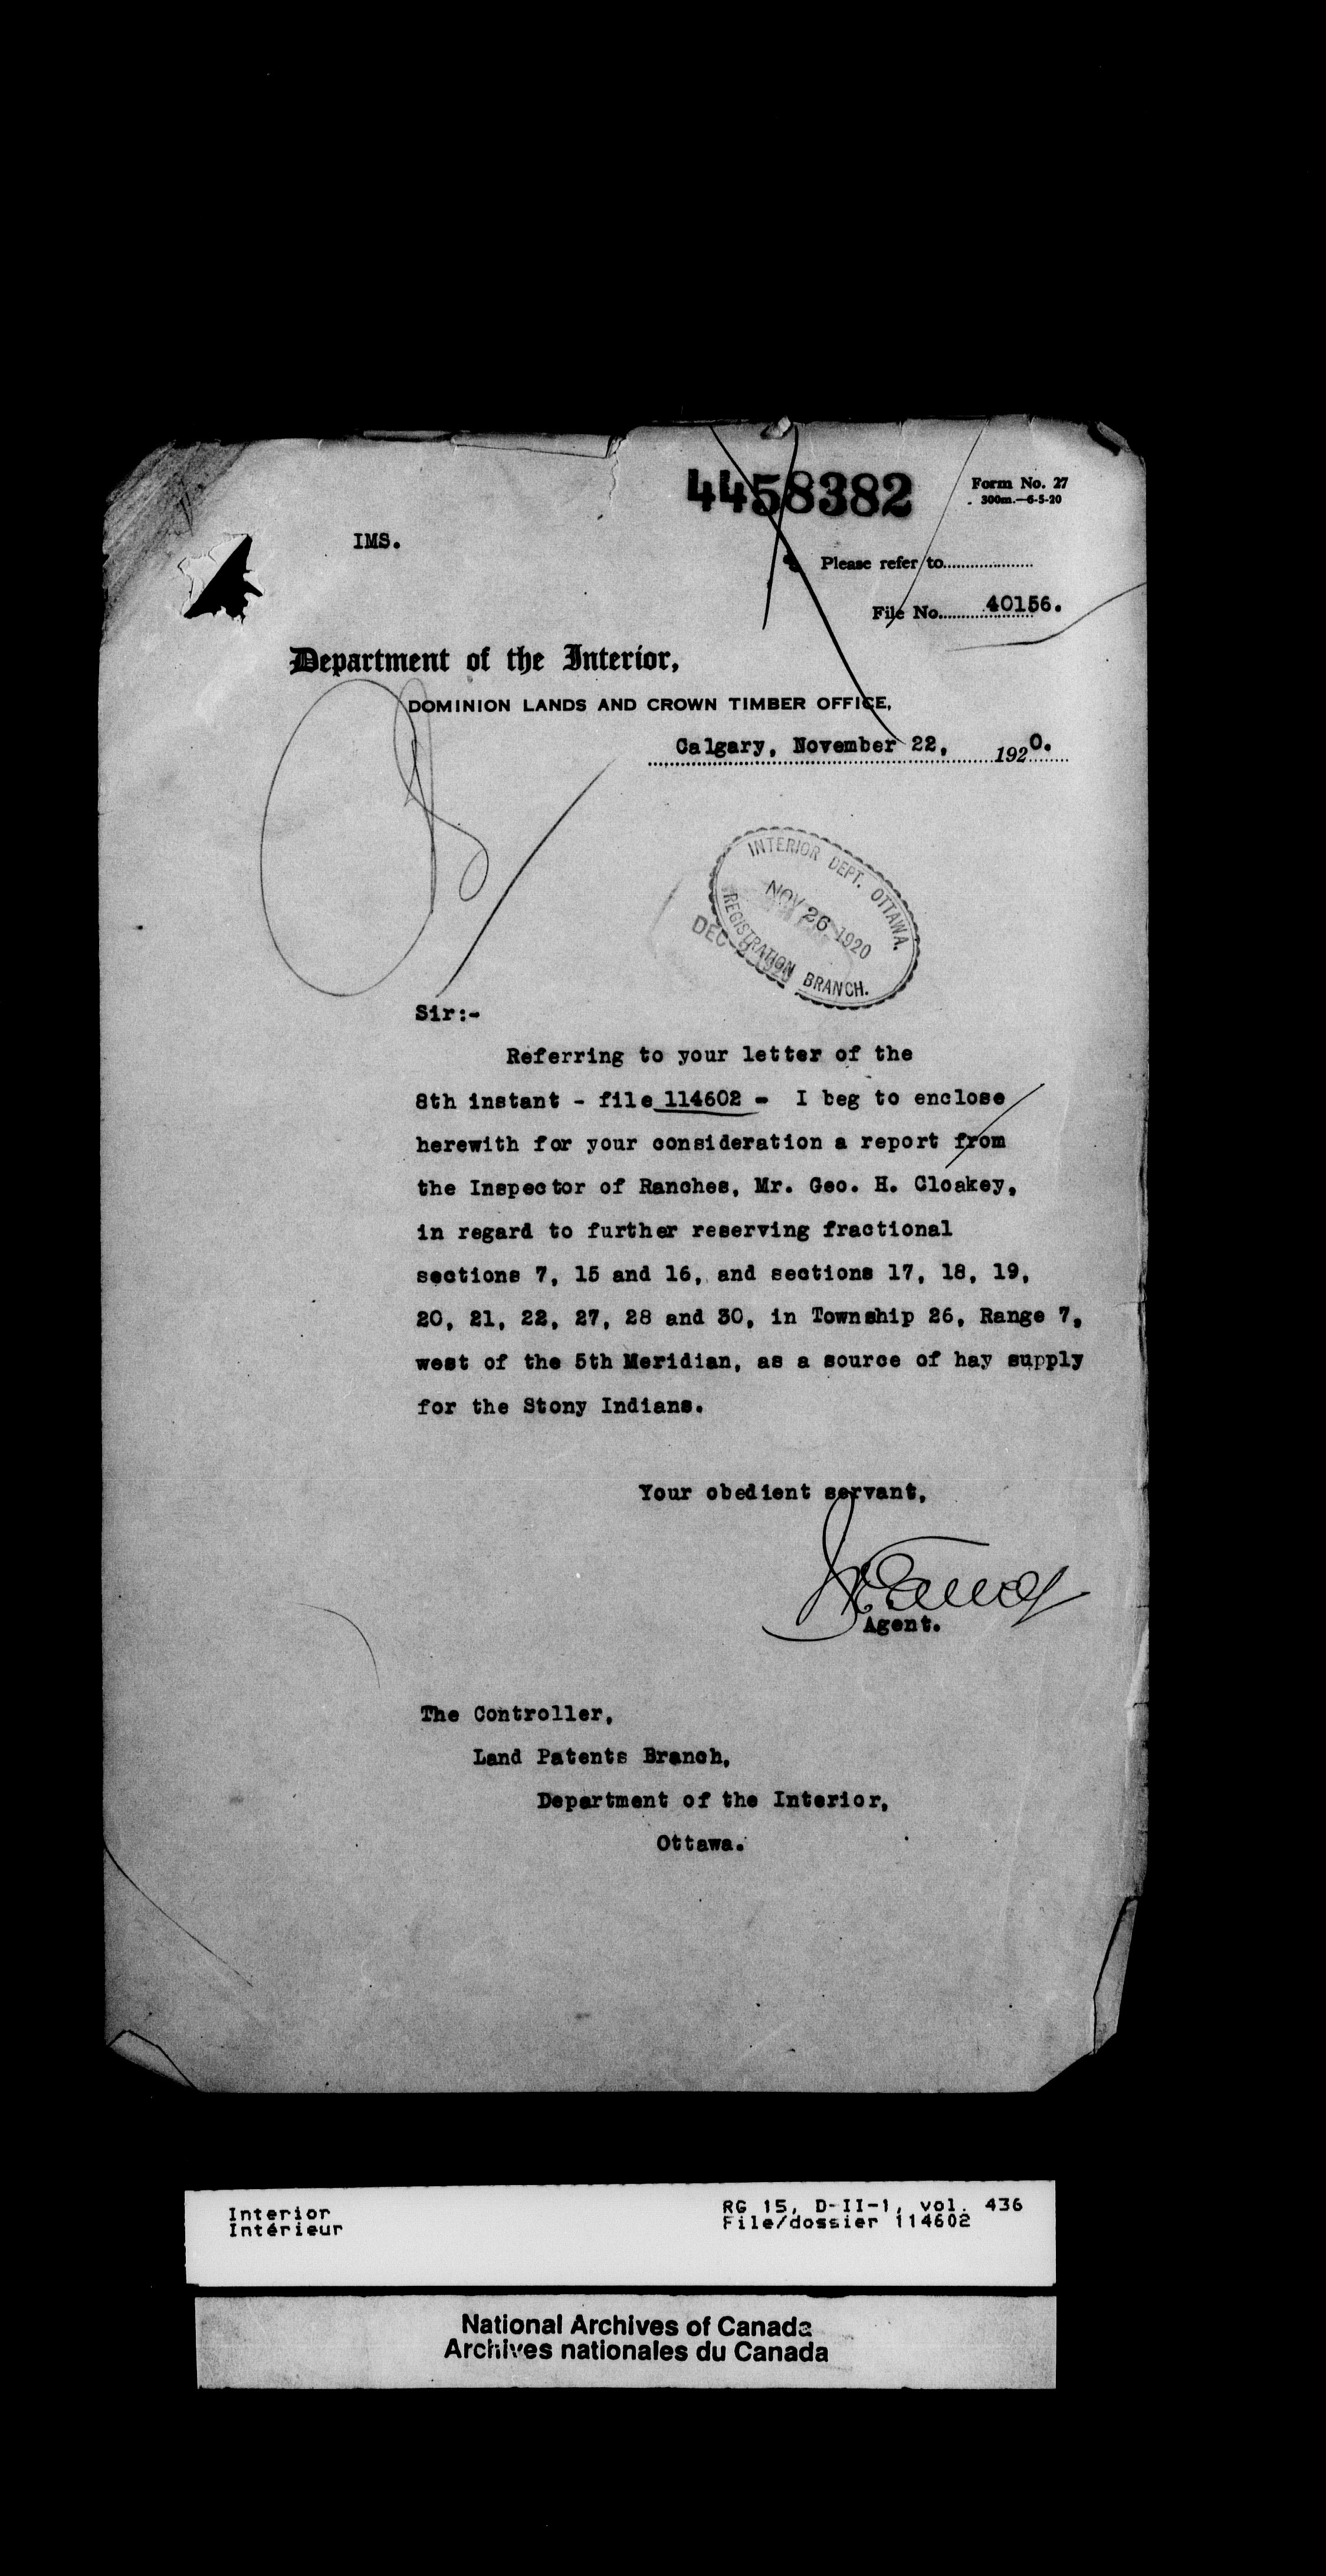 4458382
Form No. 27
300m.—6-5-20
IMS.
Please refer to....................
File No. 40156.
Department of the Interior,
DOMINION LANDS AND CROWN TIMBER OFFICE,
Calgary, November 22, 1920.
INTERIOR DEPT. OTTAWA.
NOV 26 1920
REGISTRATION BRANCH.
DEC 2 1920
Sir:-
Referring to your letter of the
8th instant - file 114602 - I beg to enclose
herewith for your consideration a report from
the Inspector of Ranches, Mr. Geo. H. Cloakey,
in regard to further reserving fractional
sections 7, 15 and 16, and sections 17, 18, 19,
20, 21, 22, 27, 28 and 30, in Township 26, Range 7,
west of the 5th Meridian, as a source of hay supply
for the Stony Indians.
Your obedient servant,
Agent.
The Controller,
Land Patents Branch,
Department of the Interior,
Ottawa.
Interior
Intérieur
RG 15, D-II-1, vol. 436
File/dossier 114602
National Archives of Canada
Archives nationales du Canada